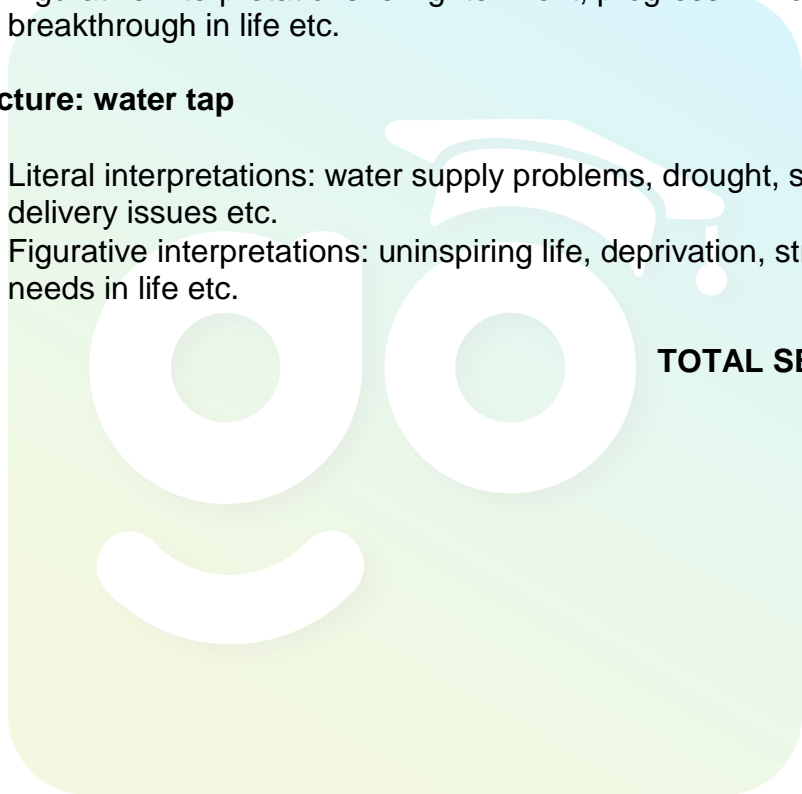 breakthrough in life etc.
cture: water tap
Literal interpretations: water supply problems, drought, s
delivery issues etc.
Figurative interpretations: uninspiring life, deprivation, st
needs in life etc.
TOTAL SE
go